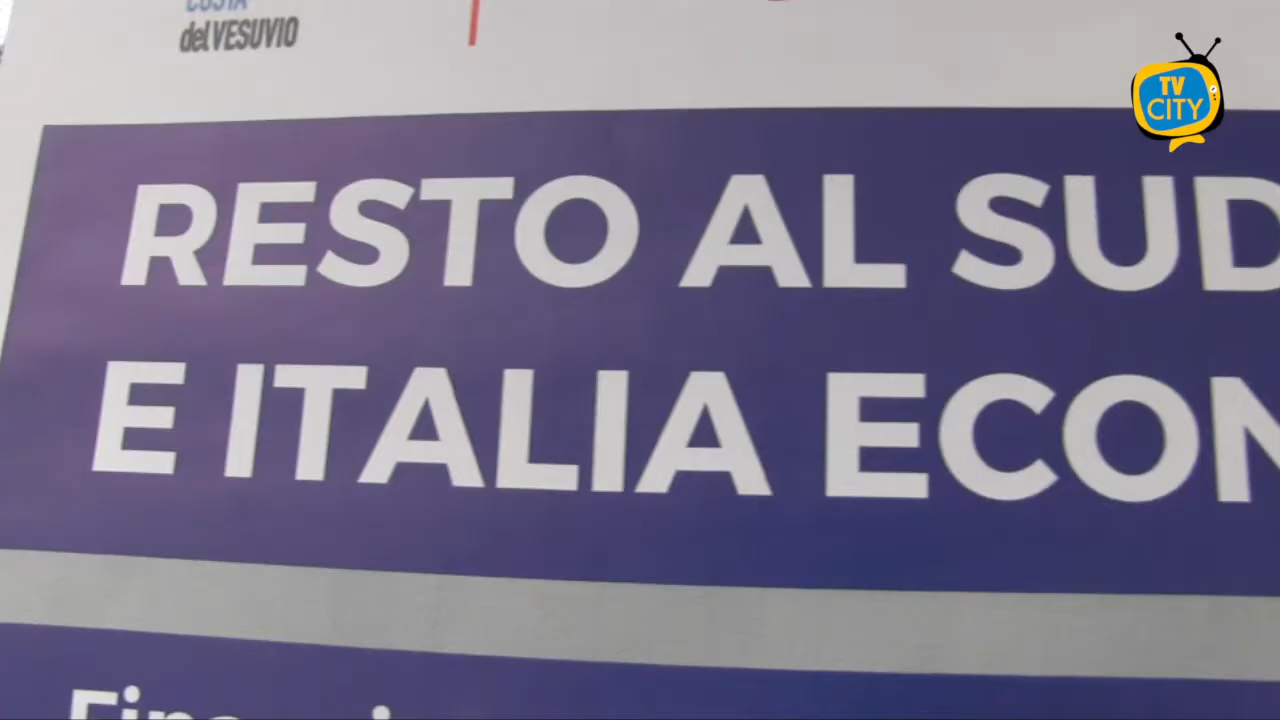 COSTA
del VESUVIO
TV
CITY
RESTO AL SUD
E ITALIA ECON